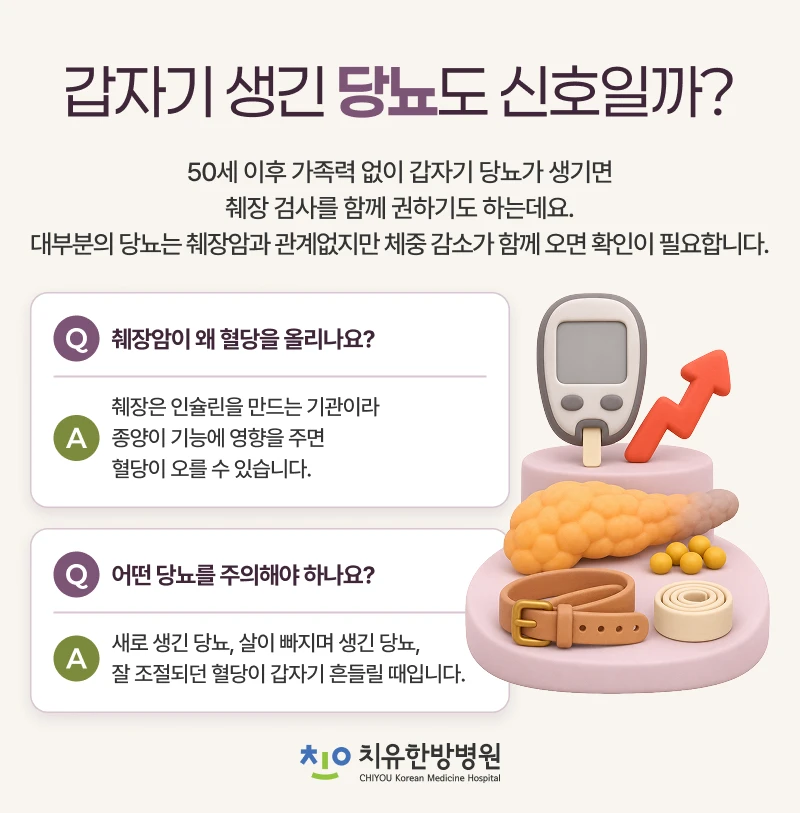 갑자기 생긴 당뇨도 신호일까?
50세 이후 가족력 없이 갑자기 당뇨가 생기면
췌장 검사를 함께 권하기도 하는데요.
대부분의 당뇨는 췌장암과 관계없지만 체중 감소가 함께 오면 확인이 필요합니다.
Q 췌장암이 왜 혈당을 올리나요?
A 췌장은 인슐린을 만드는 기관이라
종양이 기능에 영향을 주면
혈당이 오를 수 있습니다.
Q 어떤 당뇨를 주의해야 하나요?
A 새로 생긴 당뇨, 살이 빠지며 생긴 당뇨,
잘 조절되던 혈당이 갑자기 흔들릴 때입니다.
치유한방병원
CHIYOU Korean Medicine Hospital